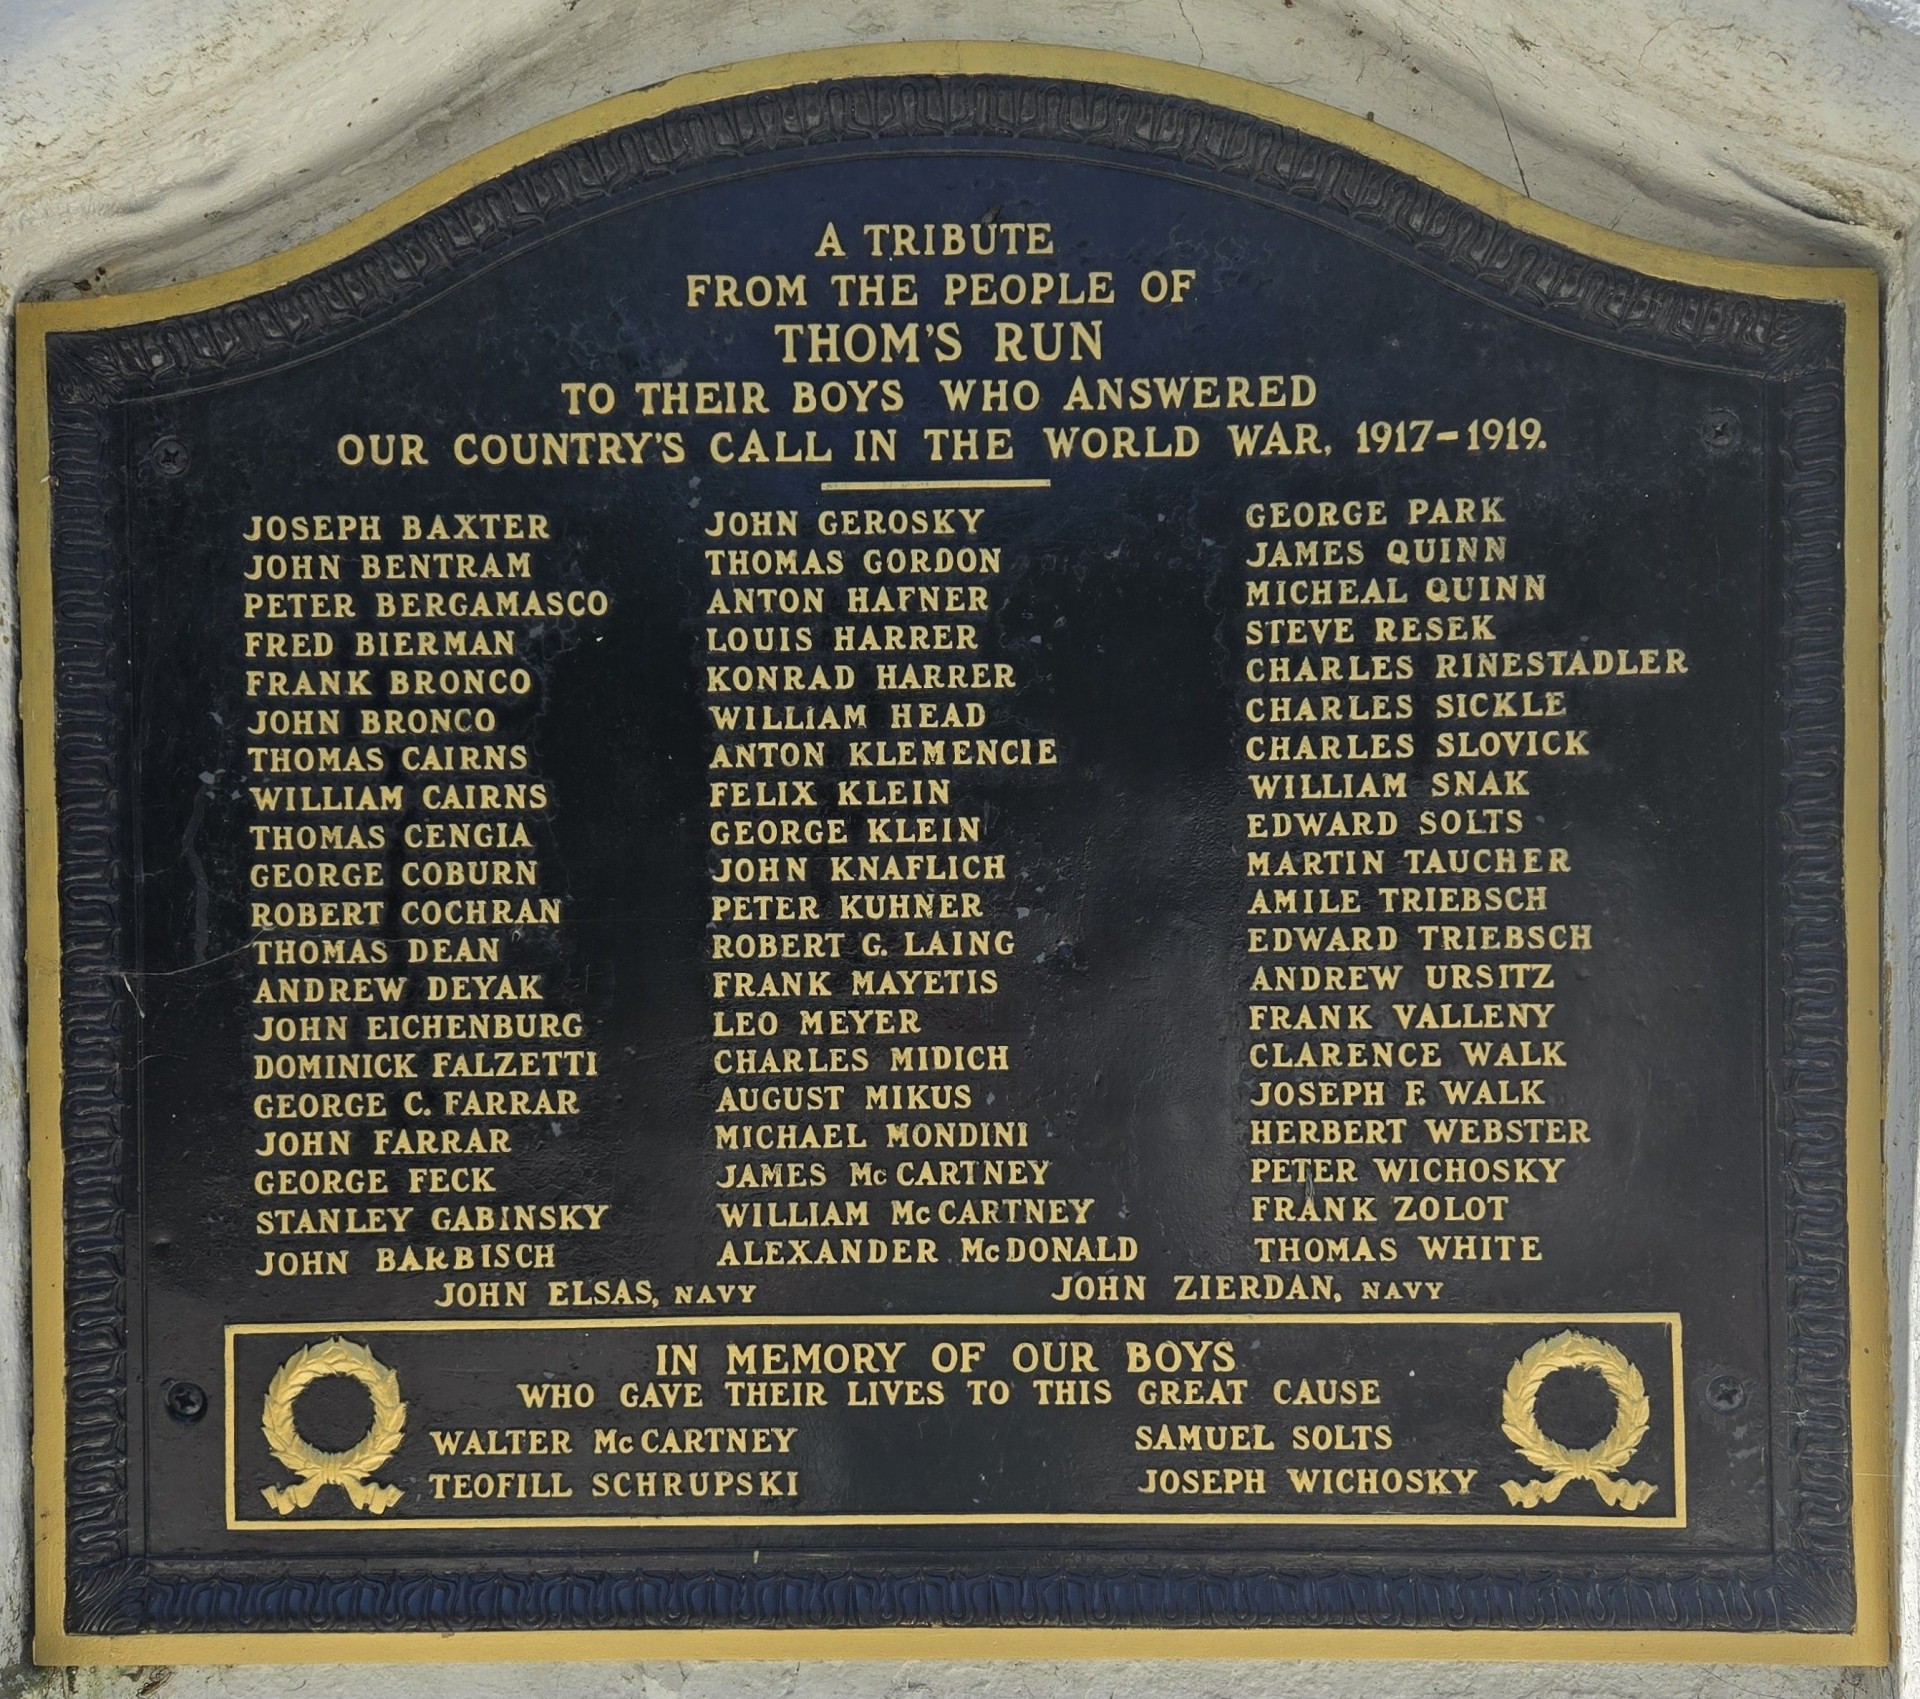 A TRIBUTE
FROM THE PEOPLE OF
THOM'S RUN
TO THEIR BOYS WHO ANSWERED
OUR COUNTRY'S CALL IN THE WORLD WAR, 1917-1919.
JOSEPH BAXTER
JOHN BENTRAM
PETER BERGAMASCO
FRED BIERMAN
FRANK BRONCO
JOHN BRONCO
THOMAS CAIRNS
WILLIAM CAIRNS
THOMAS CENGIA
GEORGE COBURN
ROBERT COCHRAN
THOMAS DEAN
ANDREW DEYAK
JOHN EICHENBURG
DOMINICK FALZETTI
GEORGE C. FARRAR
JOHN FARRAR
GEORGE FECK
STANLEY GABINSKY
JOHN BARBISCH
JOHN GEROSKY
THOMAS GORDON
ANTON HAFNER
LOUIS HARRER
KONRAD HARRER
WILLIAM HEAD
ANTON KLEMENCIE
FELIX KLEIN
GEORGE KLEIN
JOHN KNAFLICH
PETER KUHNER
ROBERT G. LAING
FRANK MAYETIS
LEO MEYER
CHARLES MIDICH
AUGUST MIKUS
MICHAEL MONDINI
JAMES McCARTNEY
WILLIAM McCARTNEY
ALEXANDER McDONALD
GEORGE PARK
JAMES QUINN
MICHEAL QUINN
STEVE RESEK
CHARLES RINESTADLER
CHARLES SICKLE
CHARLES SLOVICK
WILLIAM SNAK
EDWARD SOLTS
MARTIN TAUCHER
AMILE TRIEBSCH
EDWARD TRIEBSCH
ANDREW URSITZ
FRANK VALLENY
CLARENCE WALK
JOSEPH F. WALK
HERBERT WEBSTER
PETER WICHOSKY
FRANK ZOLOT
THOMAS WHITE
JOHN ELSAS, NAVY
JOHN ZIERDAN, NAVY
IN MEMORY OF OUR BOYS
WHO GAVE THEIR LIVES TO THIS GREAT CAUSE
WALTER McCARTNEY
TEOFILL SCHRUPSKI
SAMUEL SOLTS
JOSEPH WICHOSKY